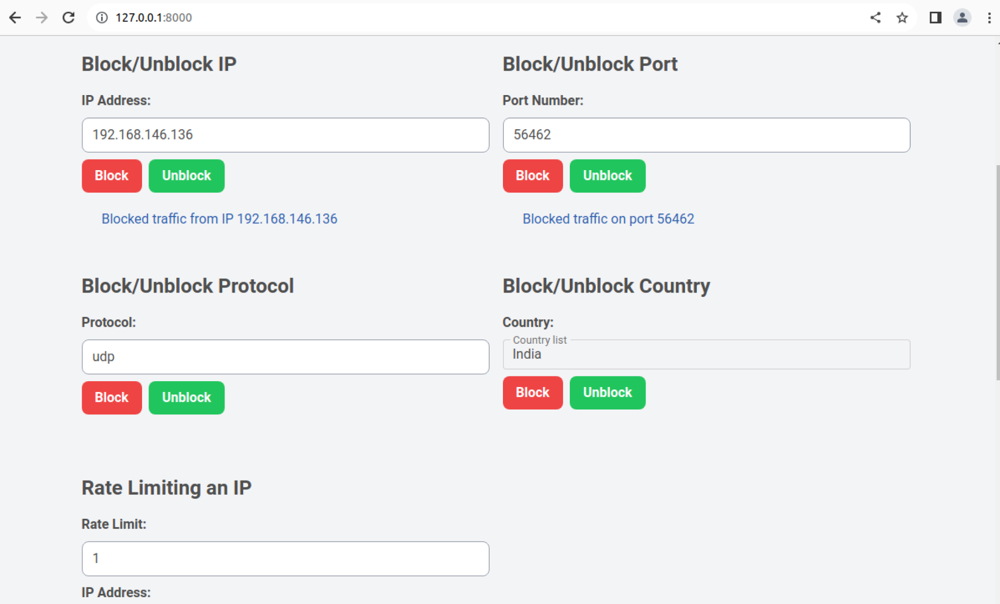 127.0.0.1:8000
Block/Unblock IP
IP Address:
192.168.146.136
Block Unblock
Blocked traffic from IP 192.168.146.136
Block/Unblock Port
Port Number:
56462
Block Unblock
Blocked traffic on port 56462
Block/Unblock Protocol
Protocol:
udp
Block Unblock
Block/Unblock Country
Country:
Country list
India
Block Unblock
Rate Limiting an IP
Rate Limit:
1
IP Address: